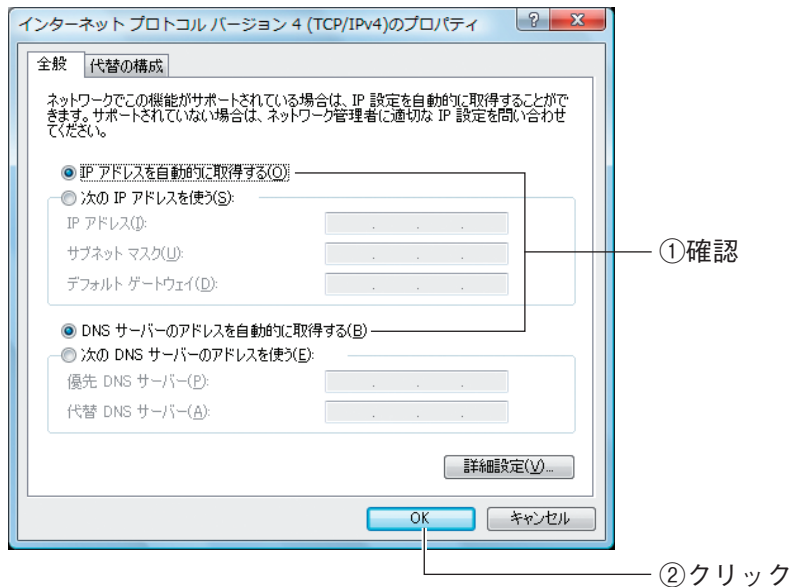 インターネット プロトコル バージョン 4 (TCP/IPv4)のプロパティ
全般
代替の構成
ネットワークでこの機能がサポートされている場合は、IP 設定を自動的に取得することがで
きます。サポートされていない場合は、ネットワーク管理者に適切な IP 設定を問い合わせ
てください。
IP アドレスを自動的に取得する(O)
次の IP アドレスを使う(S):
IP アドレス(I):
サブネット マスク(U):
デフォルト ゲートウェイ(D):
①確認
DNS サーバーのアドレスを自動的に取得する(B)
次の DNS サーバーのアドレスを使う(E):
優先 DNS サーバー(P):
代替 DNS サーバー(A):
詳細設定(V)...
OK
キャンセル
②クリック